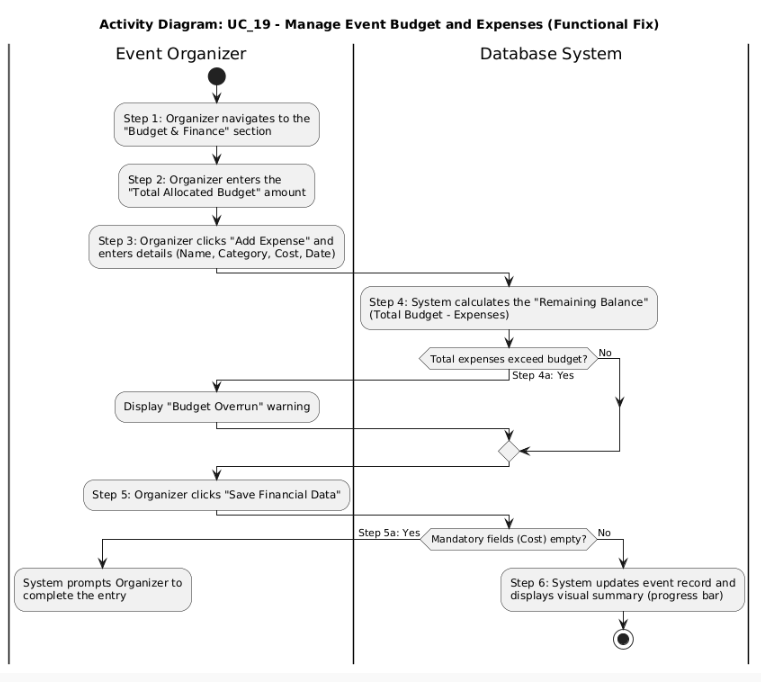 Activity Diagram: UC_19 - Manage Event Budget and Expenses (Functional Fix)
Event Organizer
Database System
Step 1: Organizer navigates to the
"Budget & Finance" section
Step 2: Organizer enters the
"Total Allocated Budget" amount
Step 3: Organizer clicks "Add Expense" and
enters details (Name, Category, Cost, Date)
Step 4: System calculates the "Remaining Balance"
(Total Budget - Expenses)
Total expenses exceed budget?
No
Step 4a: Yes
Display "Budget Overrun" warning
Step 5: Organizer clicks "Save Financial Data"
Step 5a: Yes
Mandatory fields (Cost) empty?
No
System prompts Organizer to
complete the entry
Step 6: System updates event record and
displays visual summary (progress bar)